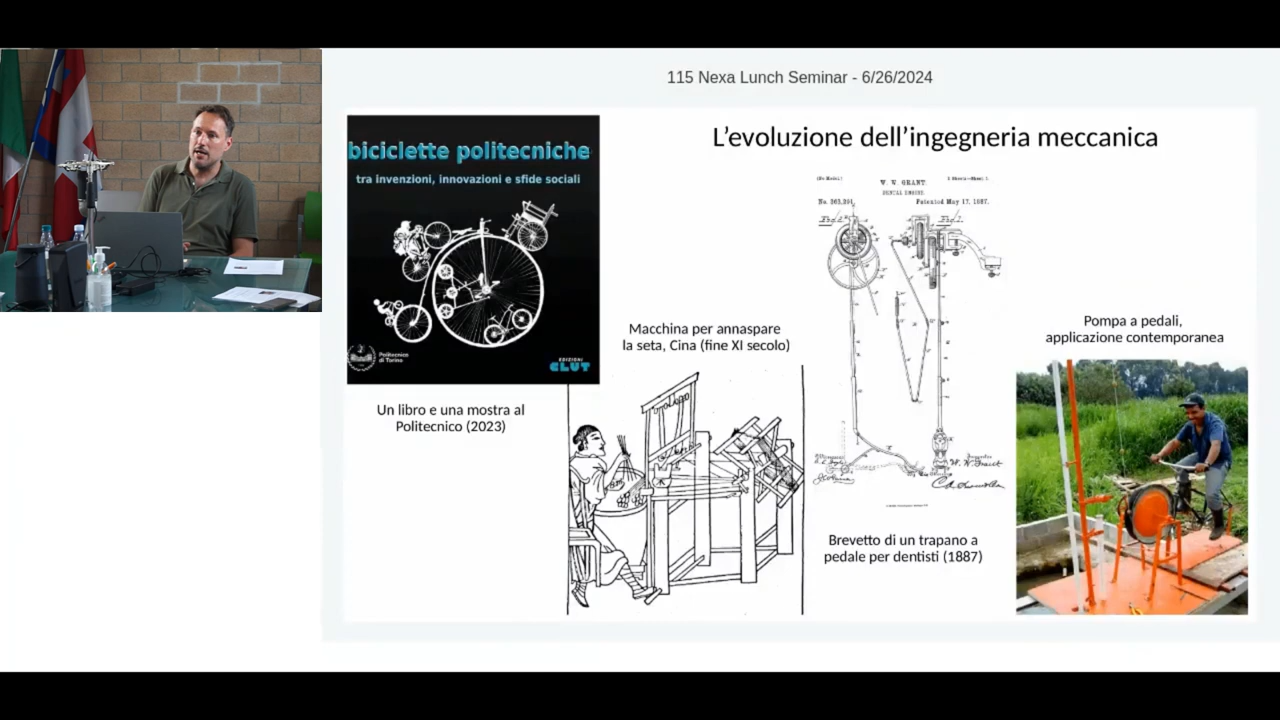 115 Nexa Lunch Seminar - 6/26/2024
L’evoluzione dell’ingegneria meccanica
biciclette politecniche
tra invenzioni, innovazioni e sfide sociali
Politecnico
di Torino
EDIZIONI
CLUT
Un libro e una mostra al
Politecnico (2023)
Macchina per annaspare
la seta, Cina (fine XI secolo)
(No Model.)
W. W. GRANT.
DENTAL ENGINE.
Patented May 17, 1887.
Brevetto di un trapano a
pedale per dentisti (1887)
Pompa a pedali,
applicazione contemporanea